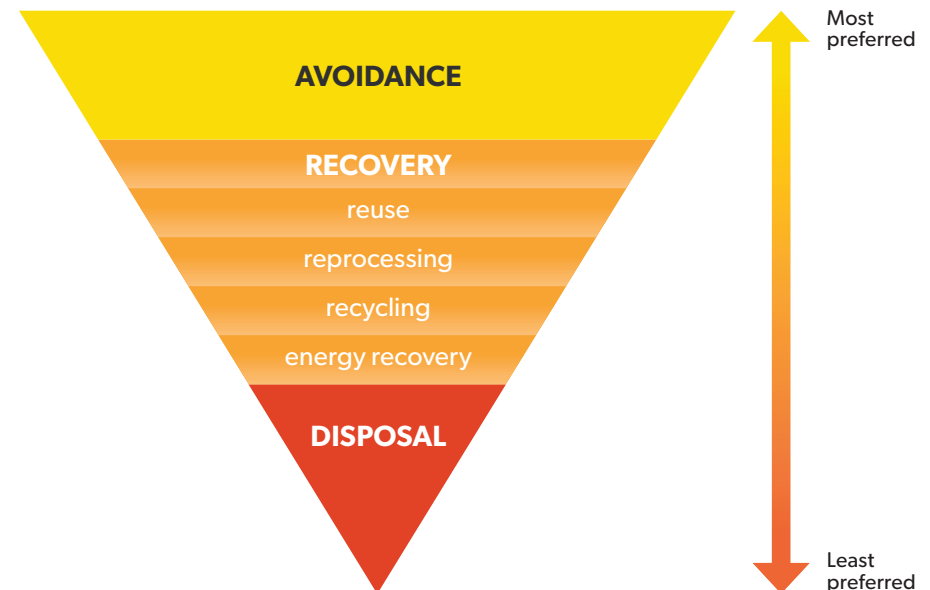 Most
preferred
AVOIDANCE
RECOVERY
reuse
reprocessing
recycling
energy recovery
DISPOSAL
Least
preferred